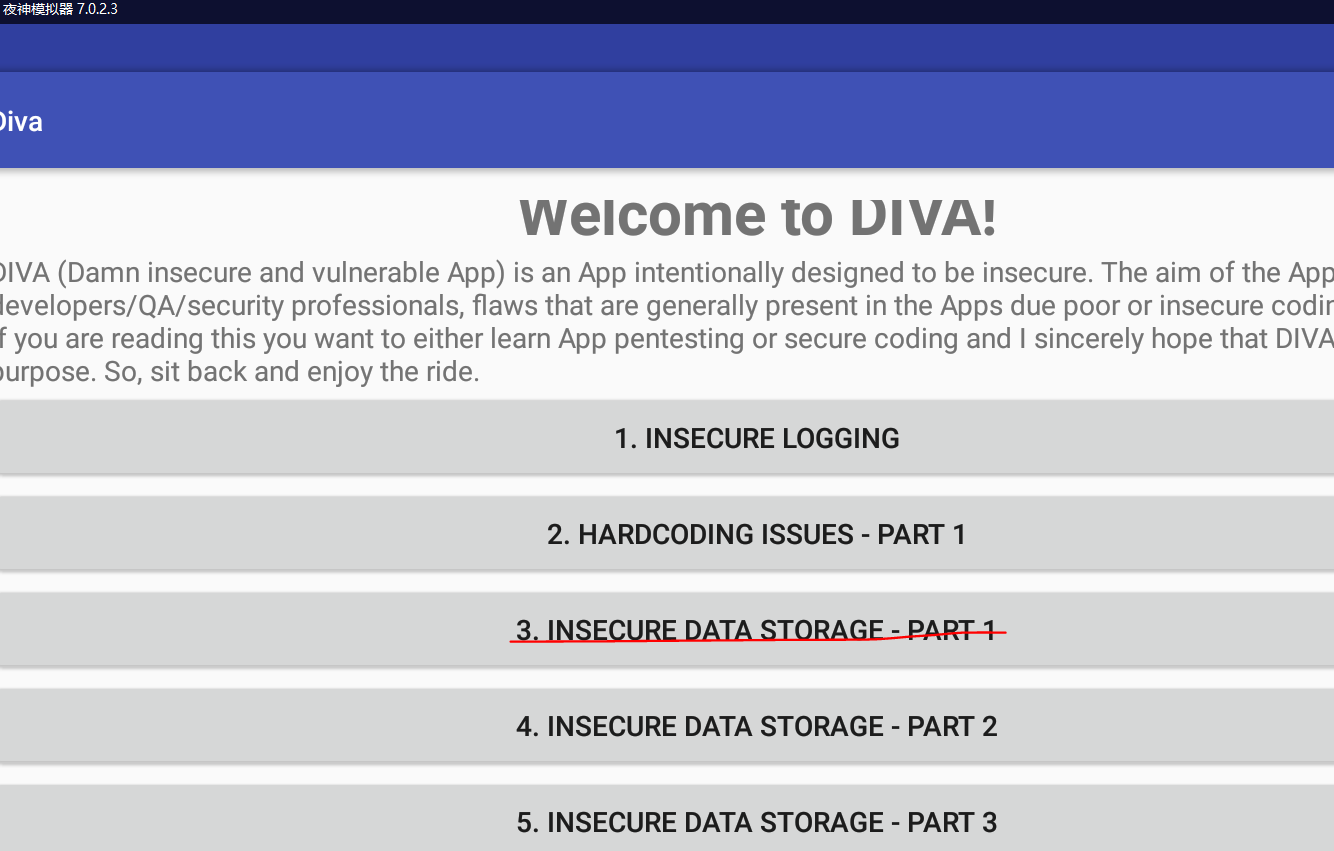 夜神模拟器 7.0.2.3
Diva
Welcome to DIVA!
DIVA (Damn insecure and vulnerable App) is an App intentionally designed to be insecure. The aim of the App
developers/QA/security professionals, flaws that are generally present in the Apps due poor or insecure codin
f you are reading this you want to either learn App pentesting or secure coding and I sincerely hope that DIVA
purpose. So, sit back and enjoy the ride.
1. INSECURE LOGGING
2. HARDCODING ISSUES - PART 1
3. INSECURE DATA STORAGE - PART 1
4. INSECURE DATA STORAGE - PART 2
5. INSECURE DATA STORAGE - PART 3